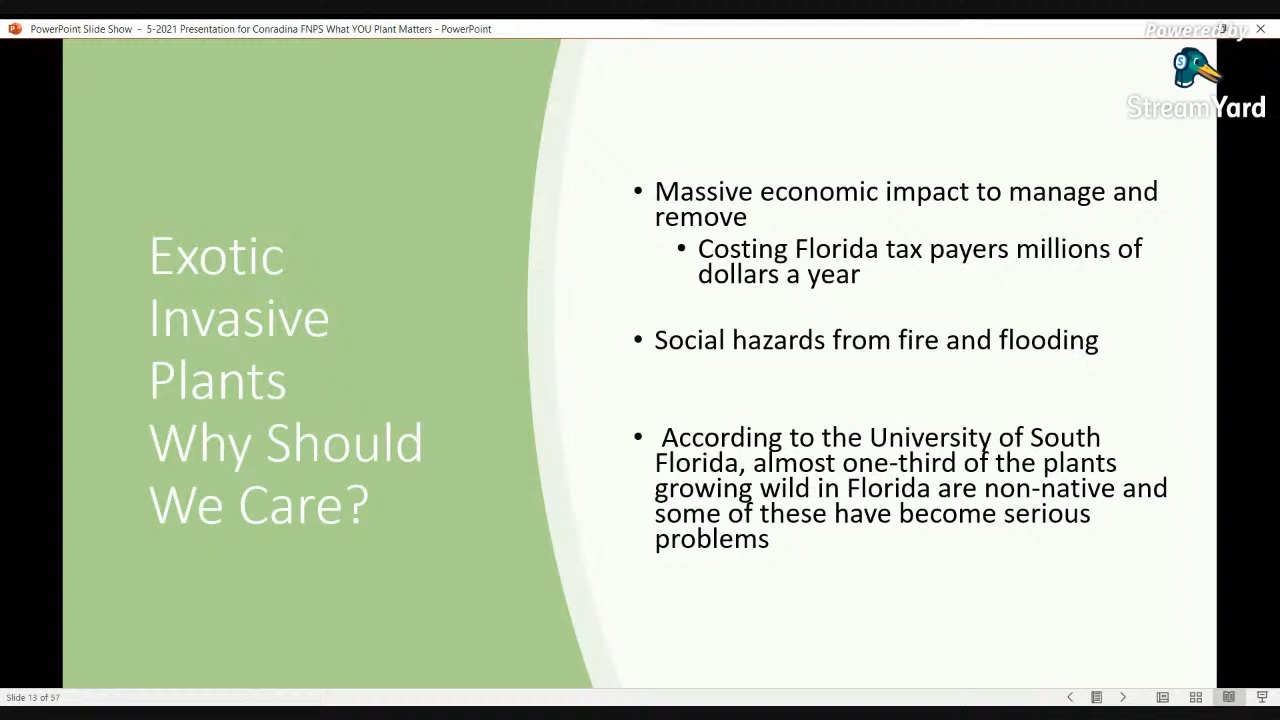 PowerPoint Slide Show - 5-2021 Presentation for Conradina FNPS What YOU Plant Matters - PowerPoint
Powered by
StreamYard
Exotic
Invasive
Plants
Why Should
We Care?
• Massive economic impact to manage and
remove
• Costing Florida tax payers millions of
dollars a year
• Social hazards from fire and flooding
• According to the University of South
Florida, almost one-third of the plants
growing wild in Florida are non-native and
some of these have become serious
problems
Slide 13 of 57